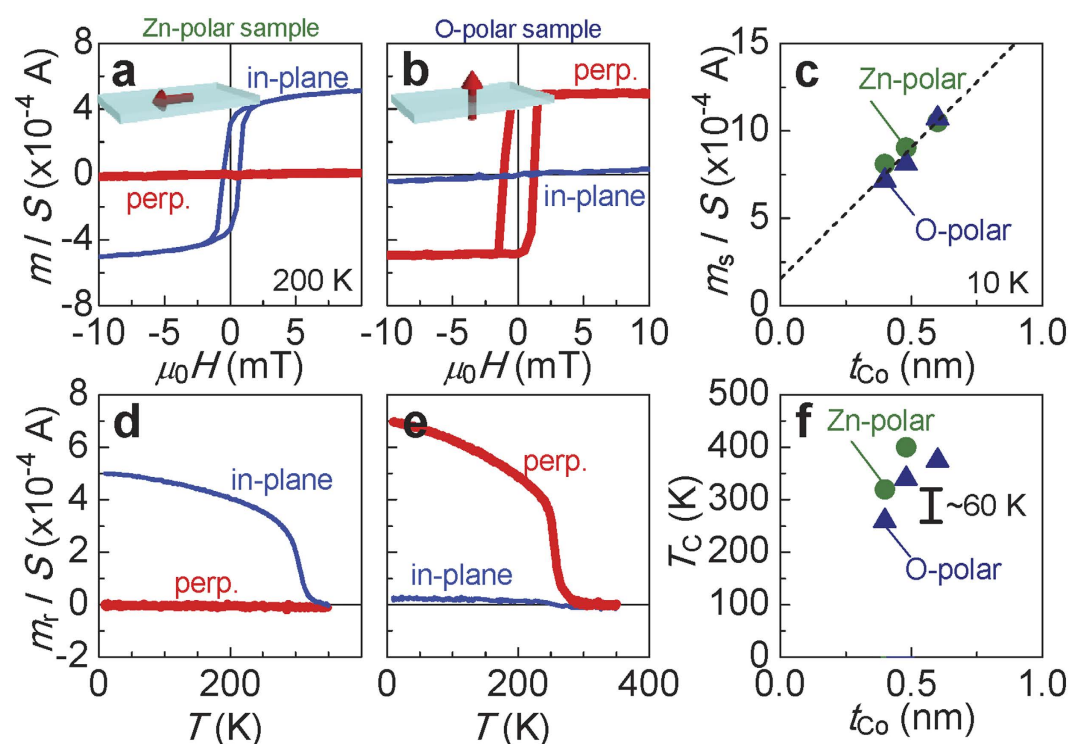 Zn-polar sample
O-polar sample
a
in-plane
perp.
200 K
m / S (x10⁻⁴ A)
8
4
0
-4
-8
-10
-5
0
5
μ₀H (mT)
b
perp.
in-plane
-10
-5
0
5
10
μ₀H (mT)
c
Zn-polar
O-polar
10 K
mₛ / S (x10⁻⁴ A)
15
10
5
0
0.0
0.5
1.0
t_Co (nm)
d
in-plane
perp.
mᵣ / S (x10⁻⁴ A)
8
6
4
2
0
-2
0
200
T (K)
e
perp.
in-plane
0
200
400
T (K)
f
Zn-polar
~60 K
O-polar
T_C (K)
500
400
300
200
100
0
0.0
0.5
1.0
t_Co (nm)